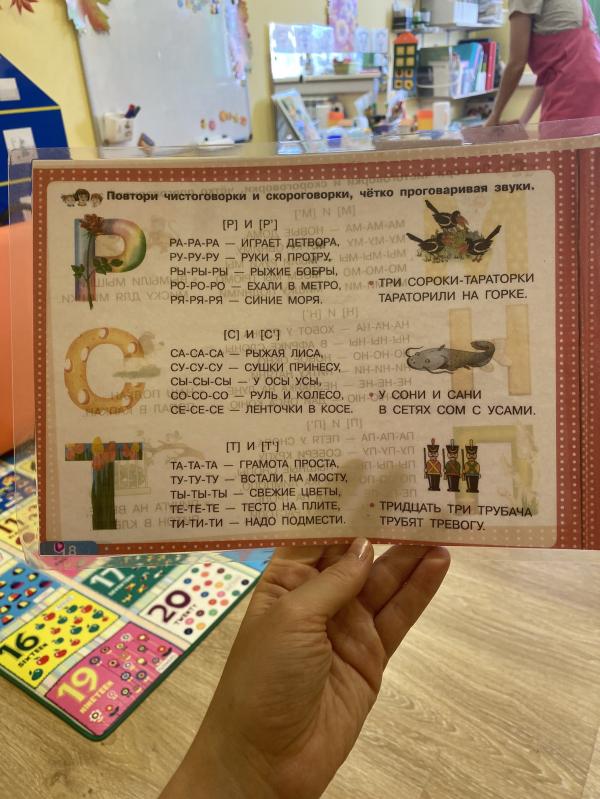 Повтори чистоговорки и скороговорки, чётко проговаривая звуки.
Р
[Р] И [Р']
РА-РА-РА — ИГРАЕТ ДЕТВОРА,
РУ-РУ-РУ — РУКИ Я ПРОТРУ,
РЫ-РЫ-РЫ — РЫЖИЕ БОБРЫ,
РО-РО-РО — ЕХАЛИ В МЕТРО,
РЯ-РЯ-РЯ — СИНИЕ МОРЯ.
• ТРИ СОРОКИ-ТАРАТОРКИ
ТАРАТОРИЛИ НА ГОРКЕ.
С
[С] И [С']
СА-СА-СА — РЫЖАЯ ЛИСА,
СУ-СУ-СУ — СУШКИ ПРИНЕСУ,
СЫ-СЫ-СЫ — У ОСЫ УСЫ,
СО-СО-СО — РУЛЬ И КОЛЕСО,
СЕ-СЕ-СЕ — ЛЕНТОЧКИ В КОСЕ.
• У СОНИ И САНИ
В СЕТЯХ СОМ С УСАМИ.
Т
[Т] И [Т']
ТА-ТА-ТА — ГРАМОТА ПРОСТА,
ТУ-ТУ-ТУ — ВСТАЛИ НА МОСТУ,
ТЫ-ТЫ-ТЫ — СВЕЖИЕ ЦВЕТЫ,
ТЕ-ТЕ-ТЕ — ТЕСТО НА ПЛИТЕ,
ТИ-ТИ-ТИ — НАДО ПОДМЕСТИ.
• ТРИДЦАТЬ ТРИ ТРУБАЧА
ТРУБЯТ ТРЕВОГУ.
8
17
16
SIXTEEN
20
TWENTY
19
NINETEEN